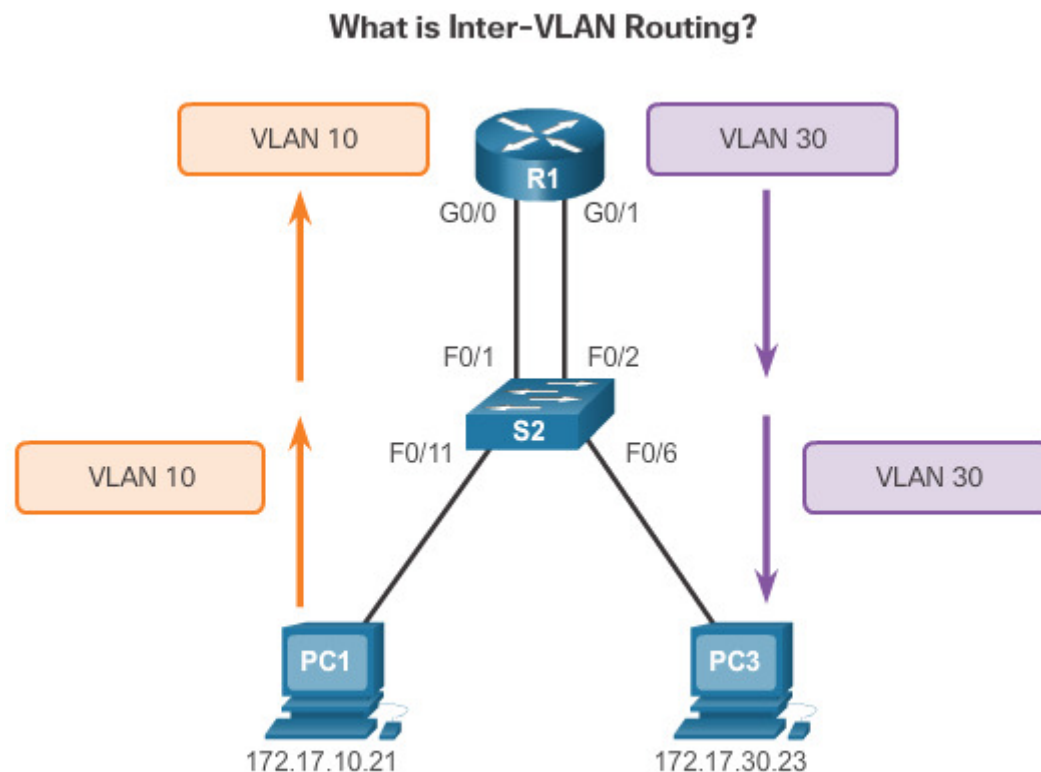 What is Inter-VLAN Routing?
VLAN 10
R1
VLAN 30
G0/0
G0/1
F0/1
F0/2
S2
F0/11
F0/6
VLAN 10
VLAN 30
PC1
PC3
172.17.10.21
172.17.30.23